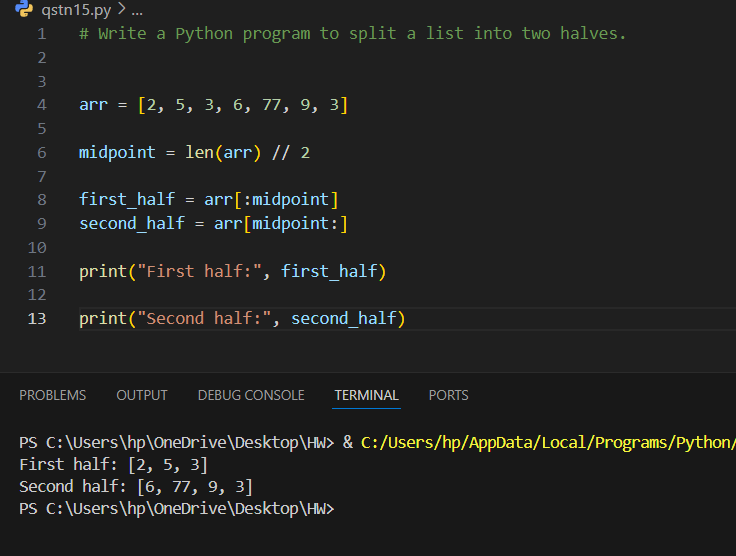 qstn15.py > ...
1 # Write a Python program to split a list into two halves.
2
3
4 arr = [2, 5, 3, 6, 77, 9, 3]
5
6 midpoint = len(arr) // 2
7
8 first_half = arr[:midpoint]
9 second_half = arr[midpoint:]
10
11 print("First half:", first_half)
12
13 print("Second half:", second_half)
PROBLEMS OUTPUT DEBUG CONSOLE TERMINAL PORTS
PS C:\Users\hp\OneDrive\Desktop\HW> & C:/Users/hp/AppData/Local/Programs/Python/
First half: [2, 5, 3]
Second half: [6, 77, 9, 3]
PS C:\Users\hp\OneDrive\Desktop\HW>